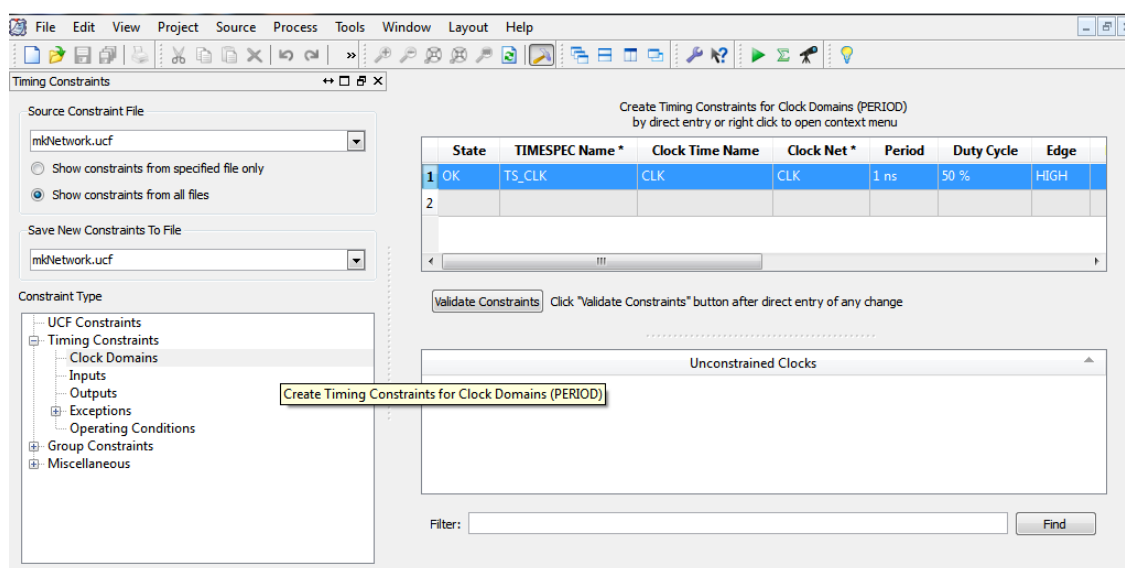 File Edit View Project Source Process Tools Window Layout Help
»
Timing Constraints
Source Constraint File
mkNetwork.ucf
Show constraints from specified file only
Show constraints from all files
Save New Constraints To File
mkNetwork.ucf
Constraint Type
UCF Constraints
Timing Constraints
Clock Domains
Inputs
Outputs
Exceptions
Operating Conditions
Group Constraints
Miscellaneous
Create Timing Constraints for Clock Domains (PERIOD)
Create Timing Constraints for Clock Domains (PERIOD)
by direct entry or right click to open context menu
State TIMESPEC Name * Clock Time Name Clock Net * Period Duty Cycle Edge
1 OK TS_CLK CLK CLK 1 ns 50 % HIGH
2
Validate Constraints Click "Validate Constraints" button after direct entry of any change
Unconstrained Clocks
Filter: Find